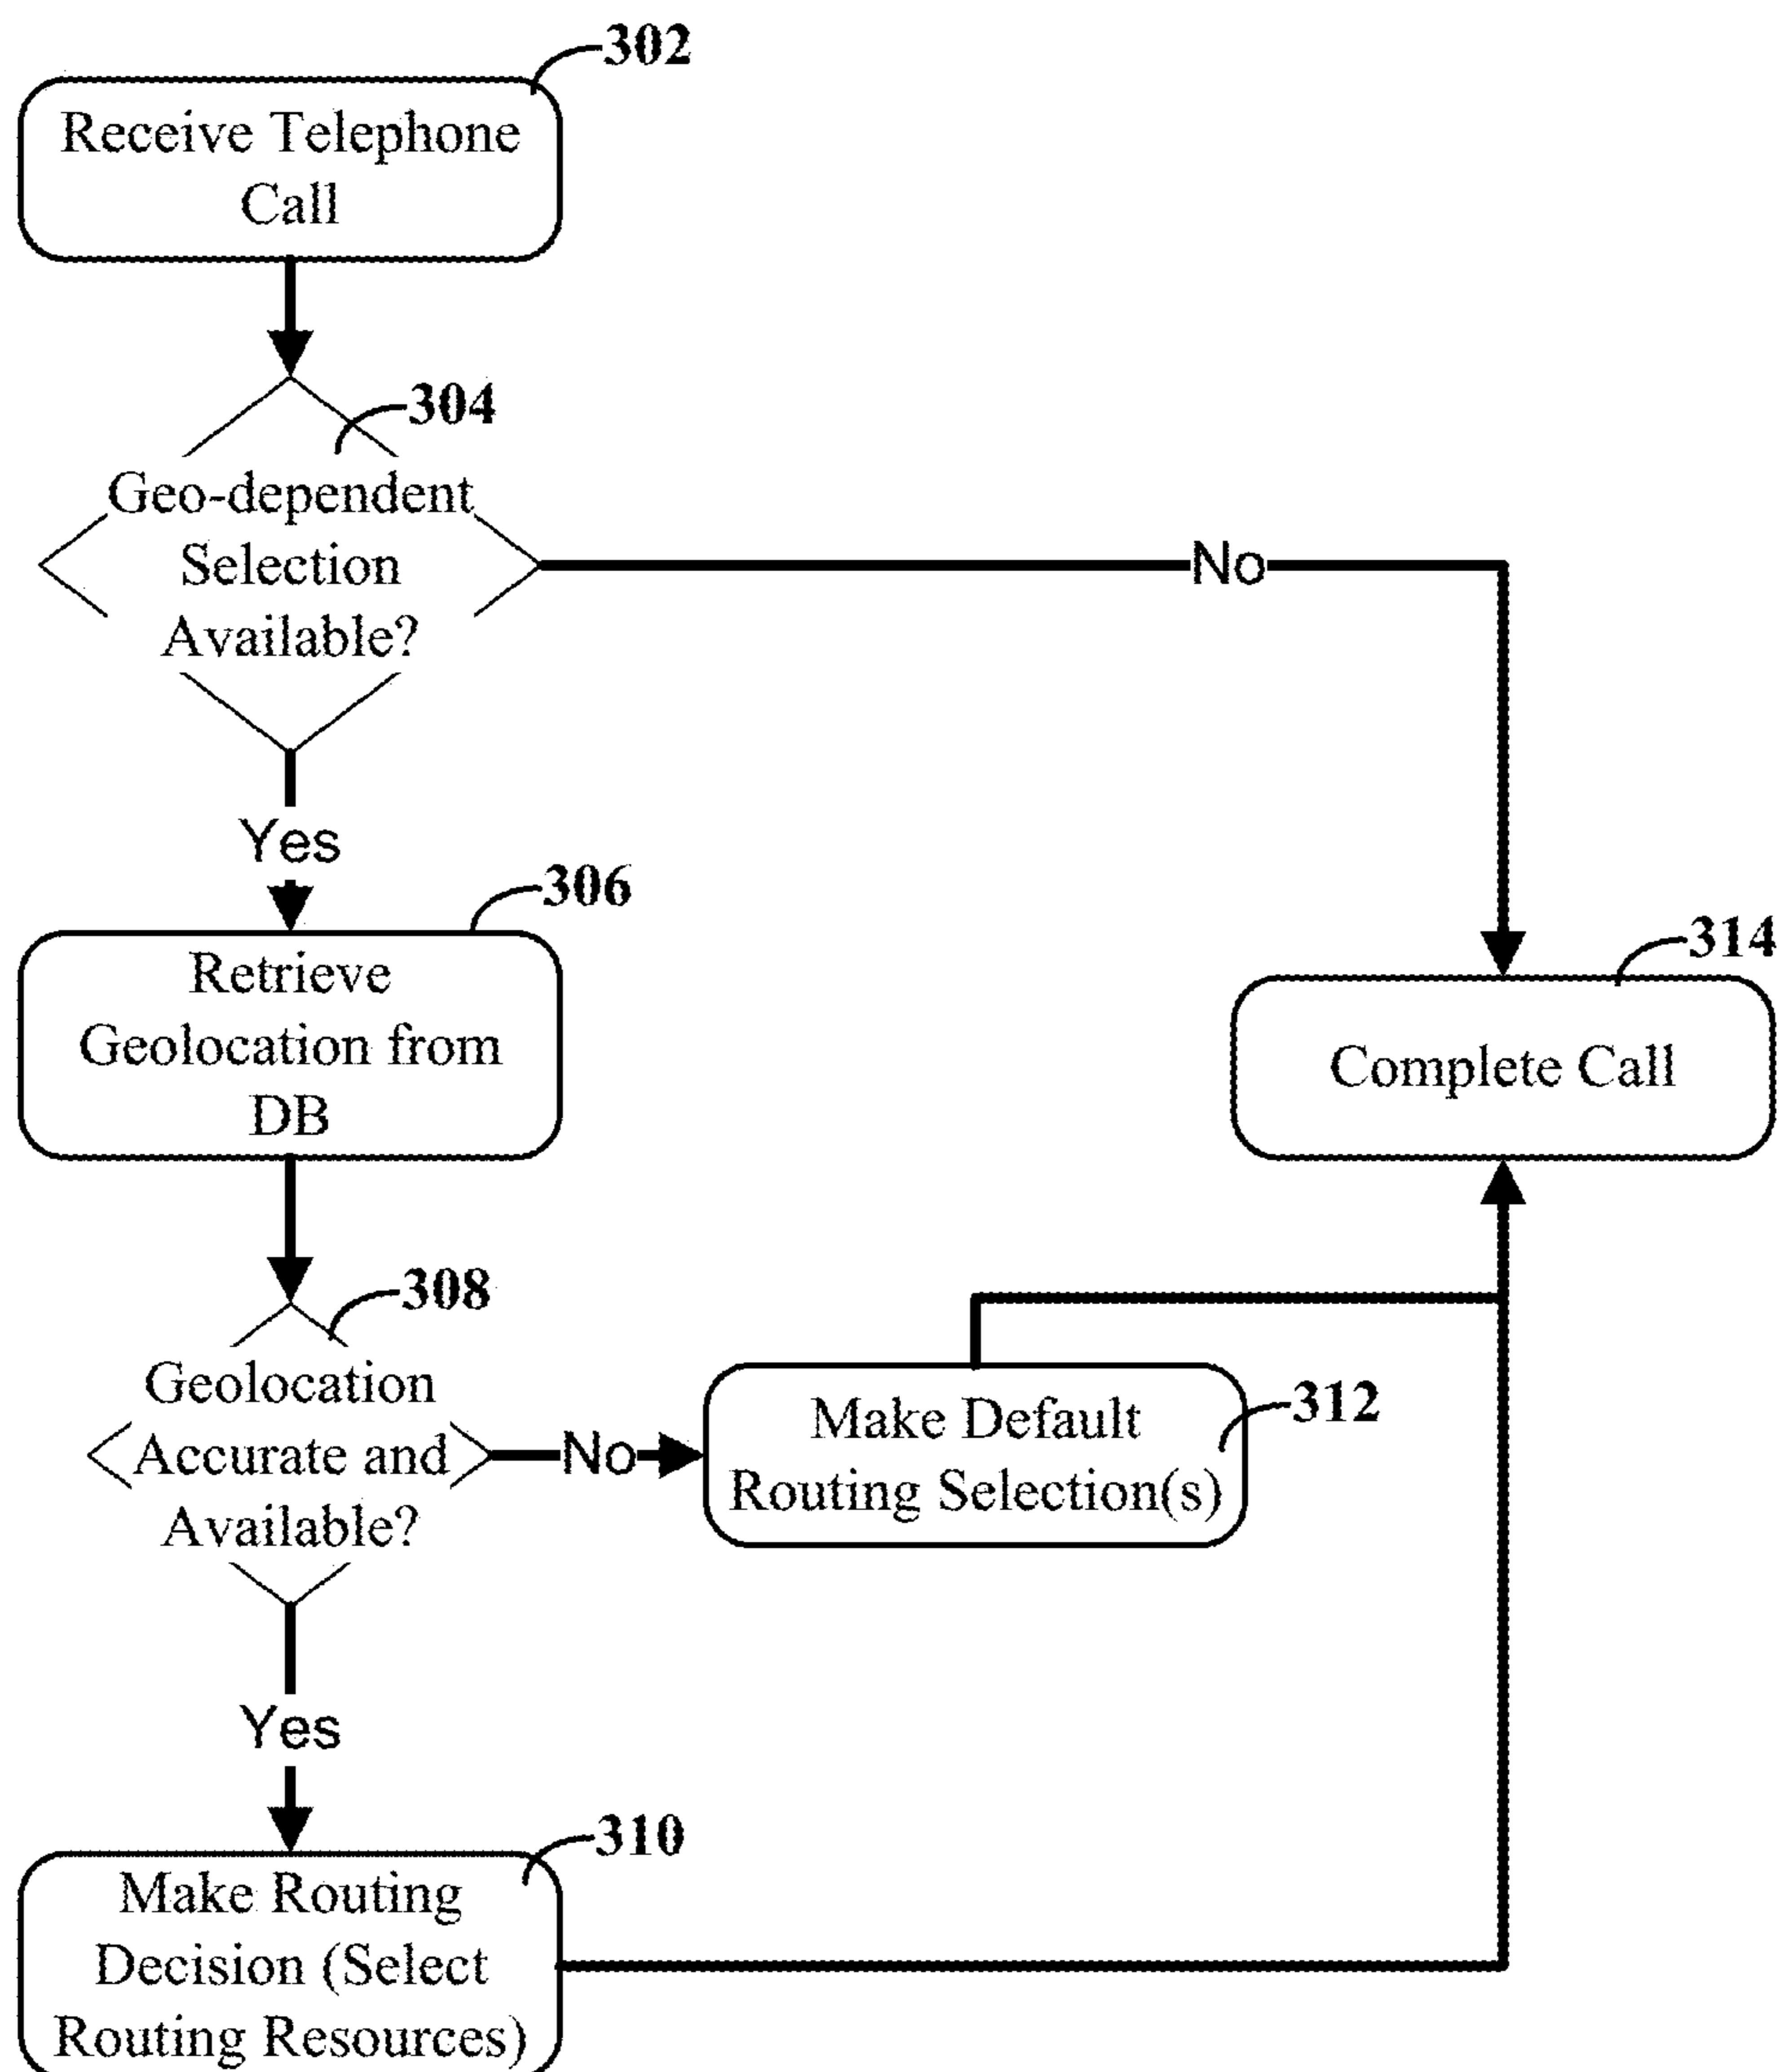 302
Receive Telephone
Call
304
Geo-dependent
Selection
Available?
No
Yes
306
Retrieve
Geolocation from
DB
314
Complete Call
308
Geolocation
Accurate and
Available?
No
312
Make Default
Routing Selection(s)
Yes
310
Make Routing
Decision (Select
Routing Resources)